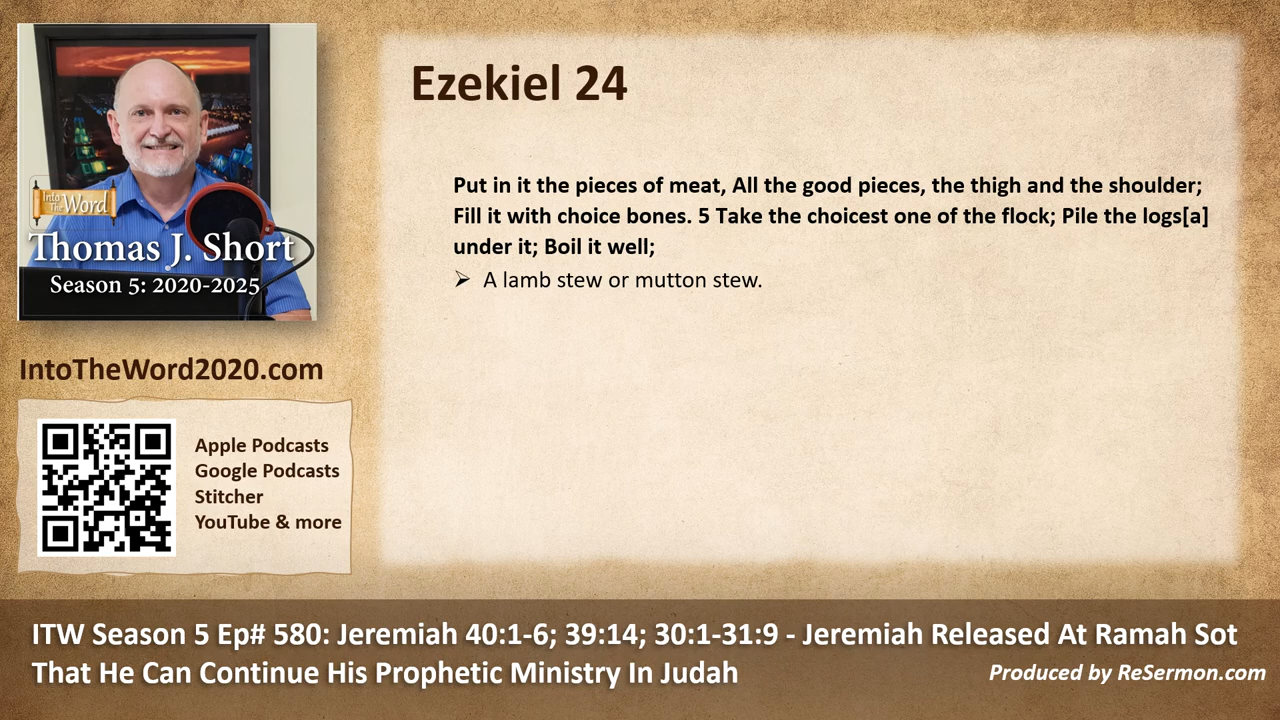 Ezekiel 24
Put in it the pieces of meat, All the good pieces, the thigh and the shoulder;
Fill it with choice bones. 5 Take the choicest one of the flock; Pile the logs[a]
under it; Boil it well;
➢ A lamb stew or mutton stew.
Into
The Word
Thomas J. Short
Season 5: 2020-2025
IntoTheWord2020.com
Apple Podcasts
Google Podcasts
Stitcher
YouTube & more
ITW Season 5 Ep# 580: Jeremiah 40:1-6; 39:14; 30:1-31:9 - Jeremiah Released At Ramah Sot
That He Can Continue His Prophetic Ministry In Judah
Produced by ReSermon.com